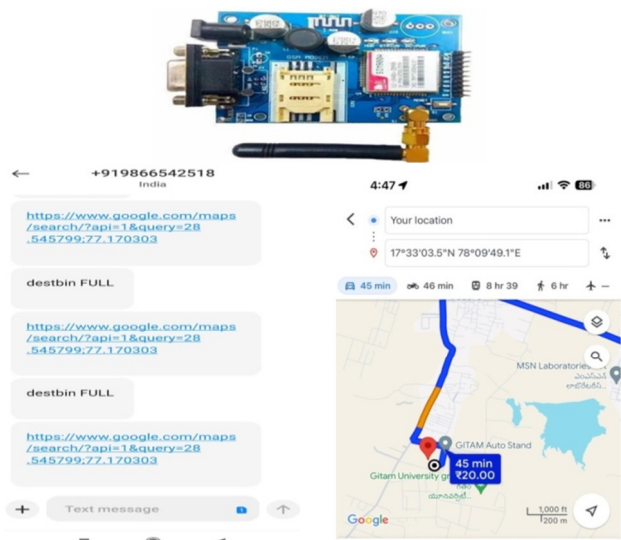 GSM MODEM
SIM900A
+919866542518
India
https://www.google.com/maps
/search/?api=1&query=28
.545799;77.170303
destbin FULL
https://www.google.com/maps
/search/?api=1&query=28
.545799;77.170303
destbin FULL
https://www.google.com/maps
/search/?api=1&query=28
.545799;77.170303
Text message
4:47
86
Your location
17°33'03.5"N 78°09'49.1"E
45 min
46 min
8 hr 39
6 hr
MSN Laboratories
GITAM Auto Stand
45 min
₹20.00
Gitam University
Google
1,000 ft
200 m